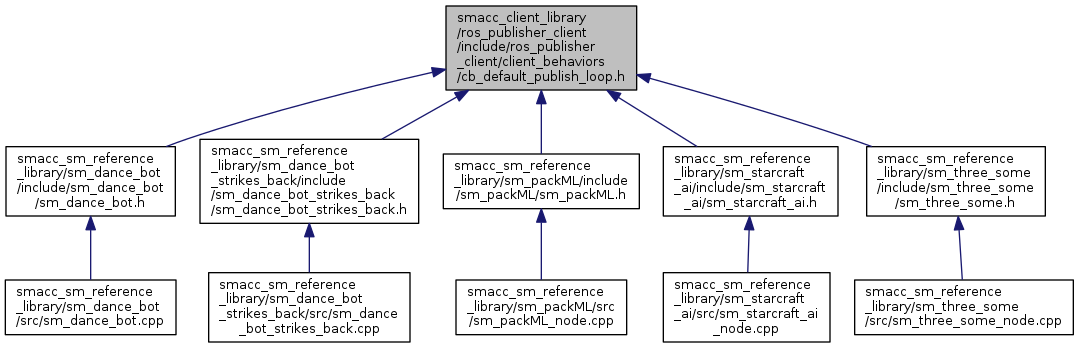 smacc_client_library
/ros_publisher_client
/include/ros_publisher
_client/client_behaviors
/cb_default_publish_loop.h
smacc_sm_reference
_library/sm_dance_bot
/include/sm_dance_bot
/sm_dance_bot.h
smacc_sm_reference
_library/sm_dance_bot
_strikes_back/include
/sm_dance_bot_strikes_back
/sm_dance_bot_strikes_back.h
smacc_sm_reference
_library/sm_packML/include
/sm_packML/sm_packML.h
smacc_sm_reference
_library/sm_starcraft
_ai/include/sm_starcraft
_ai/sm_starcraft_ai.h
smacc_sm_reference
_library/sm_three_some
/include/sm_three_some
/sm_three_some.h
smacc_sm_reference
_library/sm_dance_bot
/src/sm_dance_bot.cpp
smacc_sm_reference
_library/sm_dance_bot
_strikes_back/src/sm_dance
_bot_strikes_back.cpp
smacc_sm_reference
_library/sm_packML/src
/sm_packML_node.cpp
smacc_sm_reference
_library/sm_starcraft
_ai/src/sm_starcraft_ai
_node.cpp
smacc_sm_reference
_library/sm_three_some
/src/sm_three_some_node.cpp